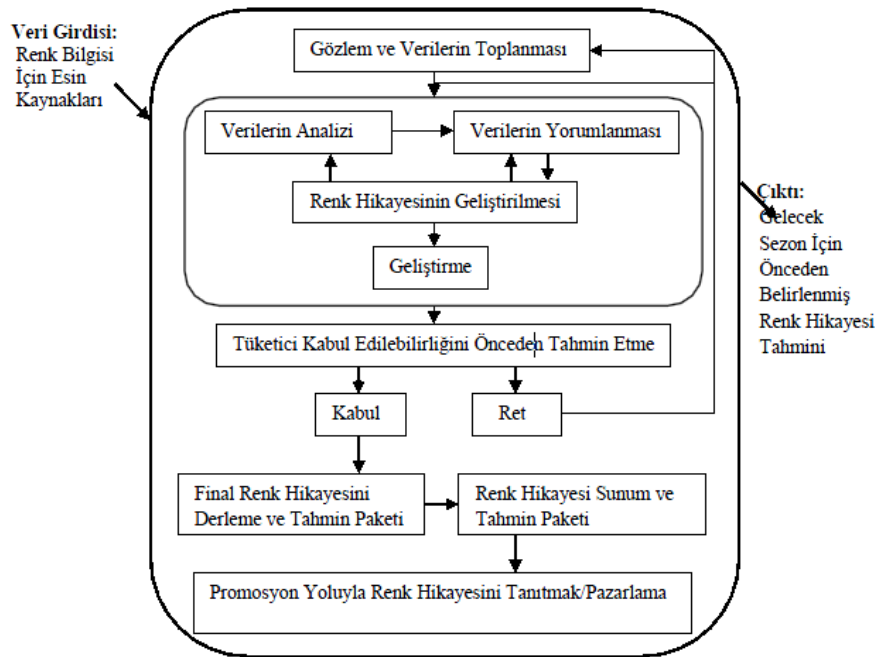 Veri Girdisi:
Renk Bilgisi
İçin Esin
Kaynakları
Gözlem ve Verilerin Toplanması
Verilerin Analizi
Verilerin Yorumlanması
Renk Hikayesinin Geliştirilmesi
Geliştirme
Tüketici Kabul Edilebilirliğini Önceden Tahmin Etme
Kabul
Ret
Final Renk Hikayesini
Derleme ve Tahmin Paketi
Renk Hikayesi Sunum ve
Tahmin Paketi
Promosyon Yoluyla Renk Hikayesini Tanıtmak/Pazarlama
Çıktı:
Gelecek
Sezon İçin
Önceden
Belirlenmiş
Renk Hikayesi
Tahmini